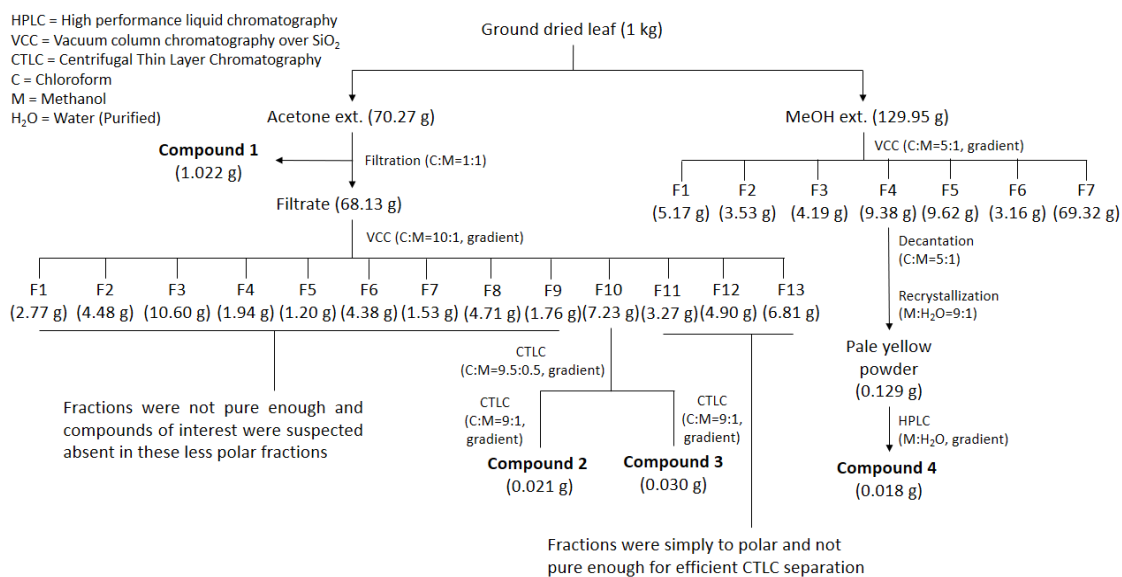 HPLC = High performance liquid chromatography
VCC = Vacuum column chromatography over SiO₂
CTLC = Centrifugal Thin Layer Chromatography
C = Chloroform
M = Methanol
H₂O = Water (Purified)
Ground dried leaf (1 kg)
Acetone ext. (70.27 g)
MeOH ext. (129.95 g)
Compound 1
(1.022 g)
Filtration (C:M=1:1)
Filtrate (68.13 g)
VCC (C:M=10:1, gradient)
F1 F2 F3 F4 F5 F6 F7 F8 F9 F10 F11 F12 F13
(2.77 g) (4.48 g) (10.60 g) (1.94 g) (1.20 g) (4.38 g) (1.53 g) (4.71 g) (1.76 g) (7.23 g) (3.27 g) (4.90 g) (6.81 g)
Fractions were not pure enough and
compounds of interest were suspected
absent in these less polar fractions
CTLC
(C:M=9.5:0.5, gradient)
CTLC
(C:M=9:1,
gradient)
CTLC
(C:M=9:1,
gradient)
Compound 2
(0.021 g)
Compound 3
(0.030 g)
Fractions were simply to polar and not
pure enough for efficient CTLC separation
VCC (C:M=5:1, gradient)
F1 F2 F3 F4 F5 F6 F7
(5.17 g) (3.53 g) (4.19 g) (9.38 g) (9.62 g) (3.16 g) (69.32 g)
Decantation
(C:M=5:1)
Recrystallization
(M:H₂O=9:1)
Pale yellow
powder
(0.129 g)
HPLC
(M:H₂O, gradient)
Compound 4
(0.018 g)